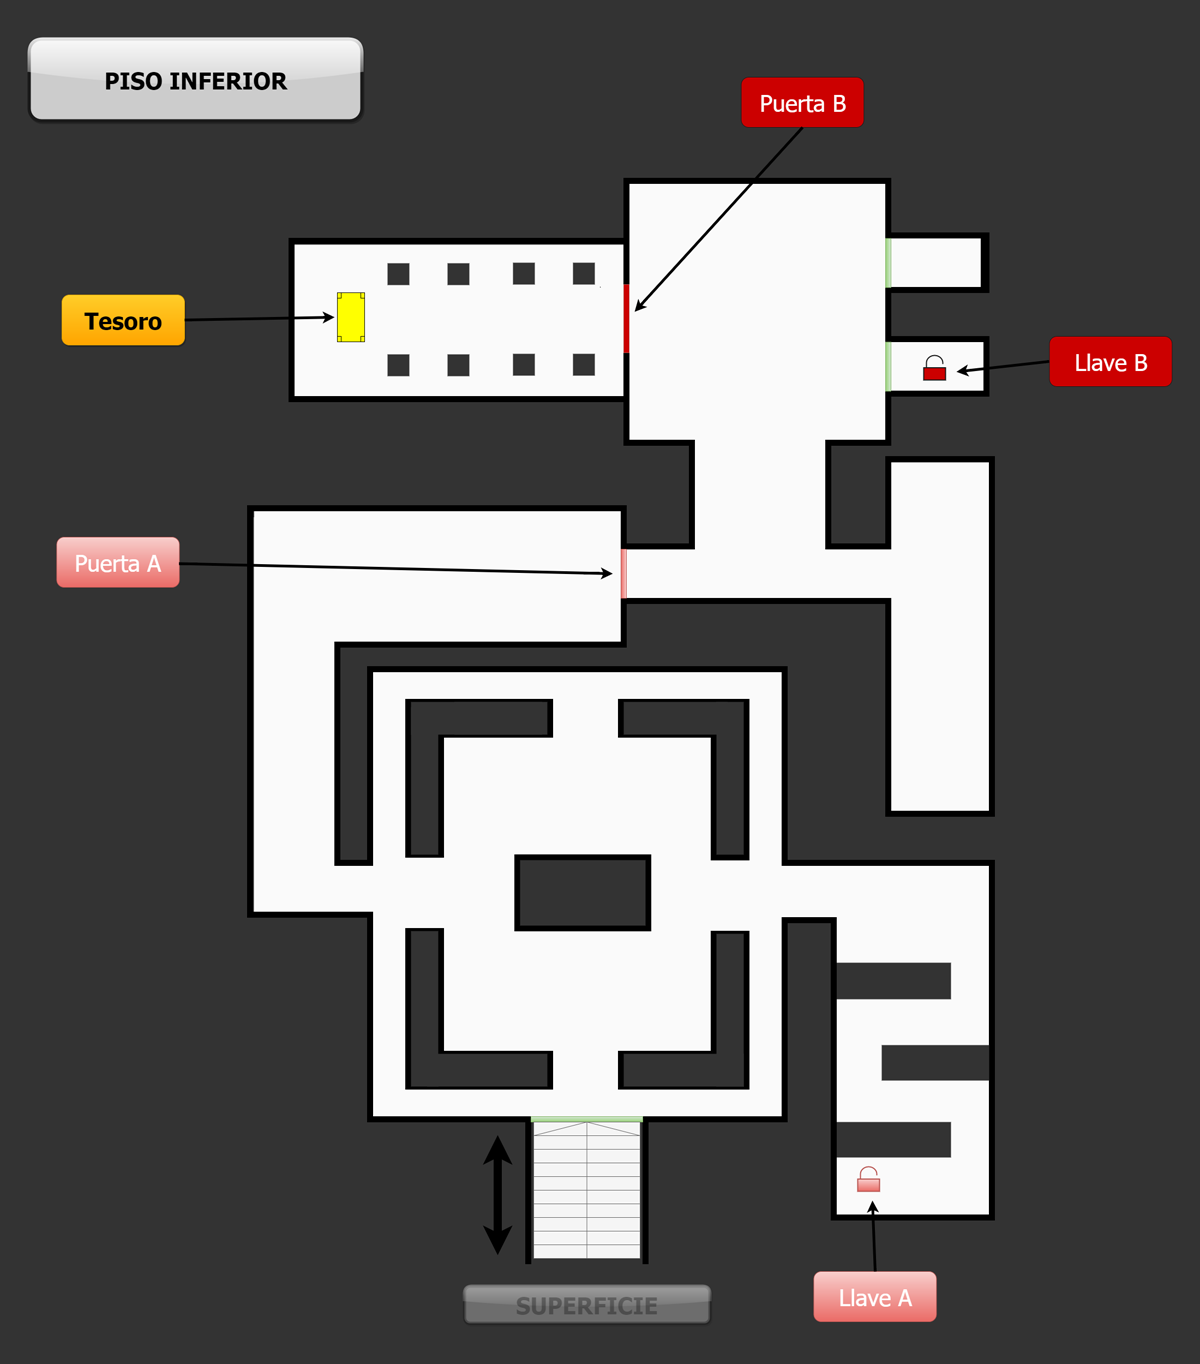 PISO INFERIOR
Puerta B
Tesoro
Llave B
Puerta A
Llave A
SUPERFICIE